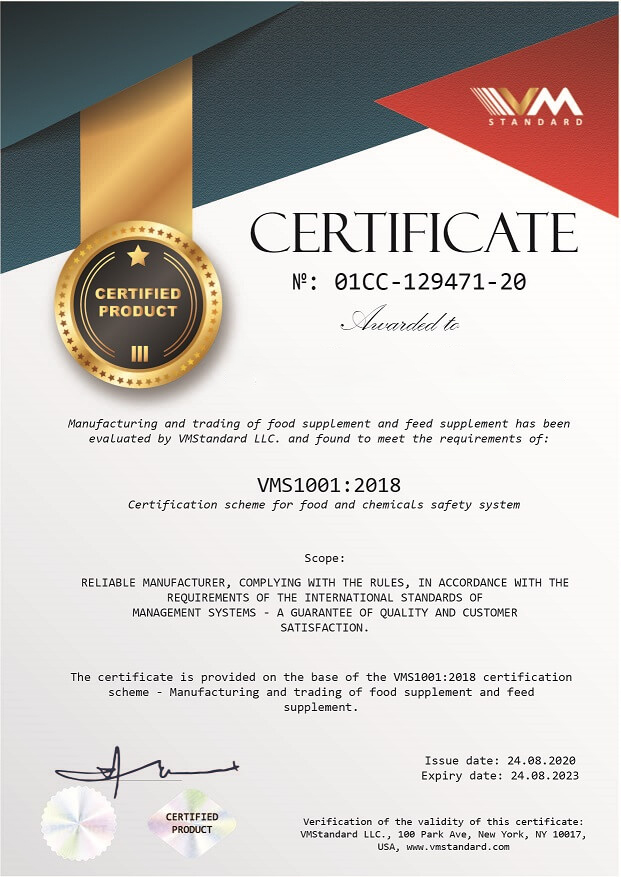 VM
STANDARD
CERTIFICATE
№: 01CC-129471-20
Awarded to
CERTIFIED
PRODUCT
III
Manufacturing and trading of food supplement and feed supplement has been
evaluated by VMStandard LLC. and found to meet the requirements of:
VMS1001:2018
Certification scheme for food and chemicals safety system
Scope:
RELIABLE MANUFACTURER, COMPLYING WITH THE RULES, IN ACCORDANCE WITH THE
REQUIREMENTS OF THE INTERNATIONAL STANDARDS OF
MANAGEMENT SYSTEMS - A GUARANTEE OF QUALITY AND CUSTOMER
SATISFACTION.
The certificate is provided on the base of the VMS1001:2018 certification
scheme - Manufacturing and trading of food supplement and feed
supplement.
Issue date: 24.08.2020
Expiry date: 24.08.2023
CERTIFIED
PRODUCT
Verification of the validity of this certificate:
VMStandard LLC., 100 Park Ave, New York, NY 10017,
USA, www.vmstandard.com